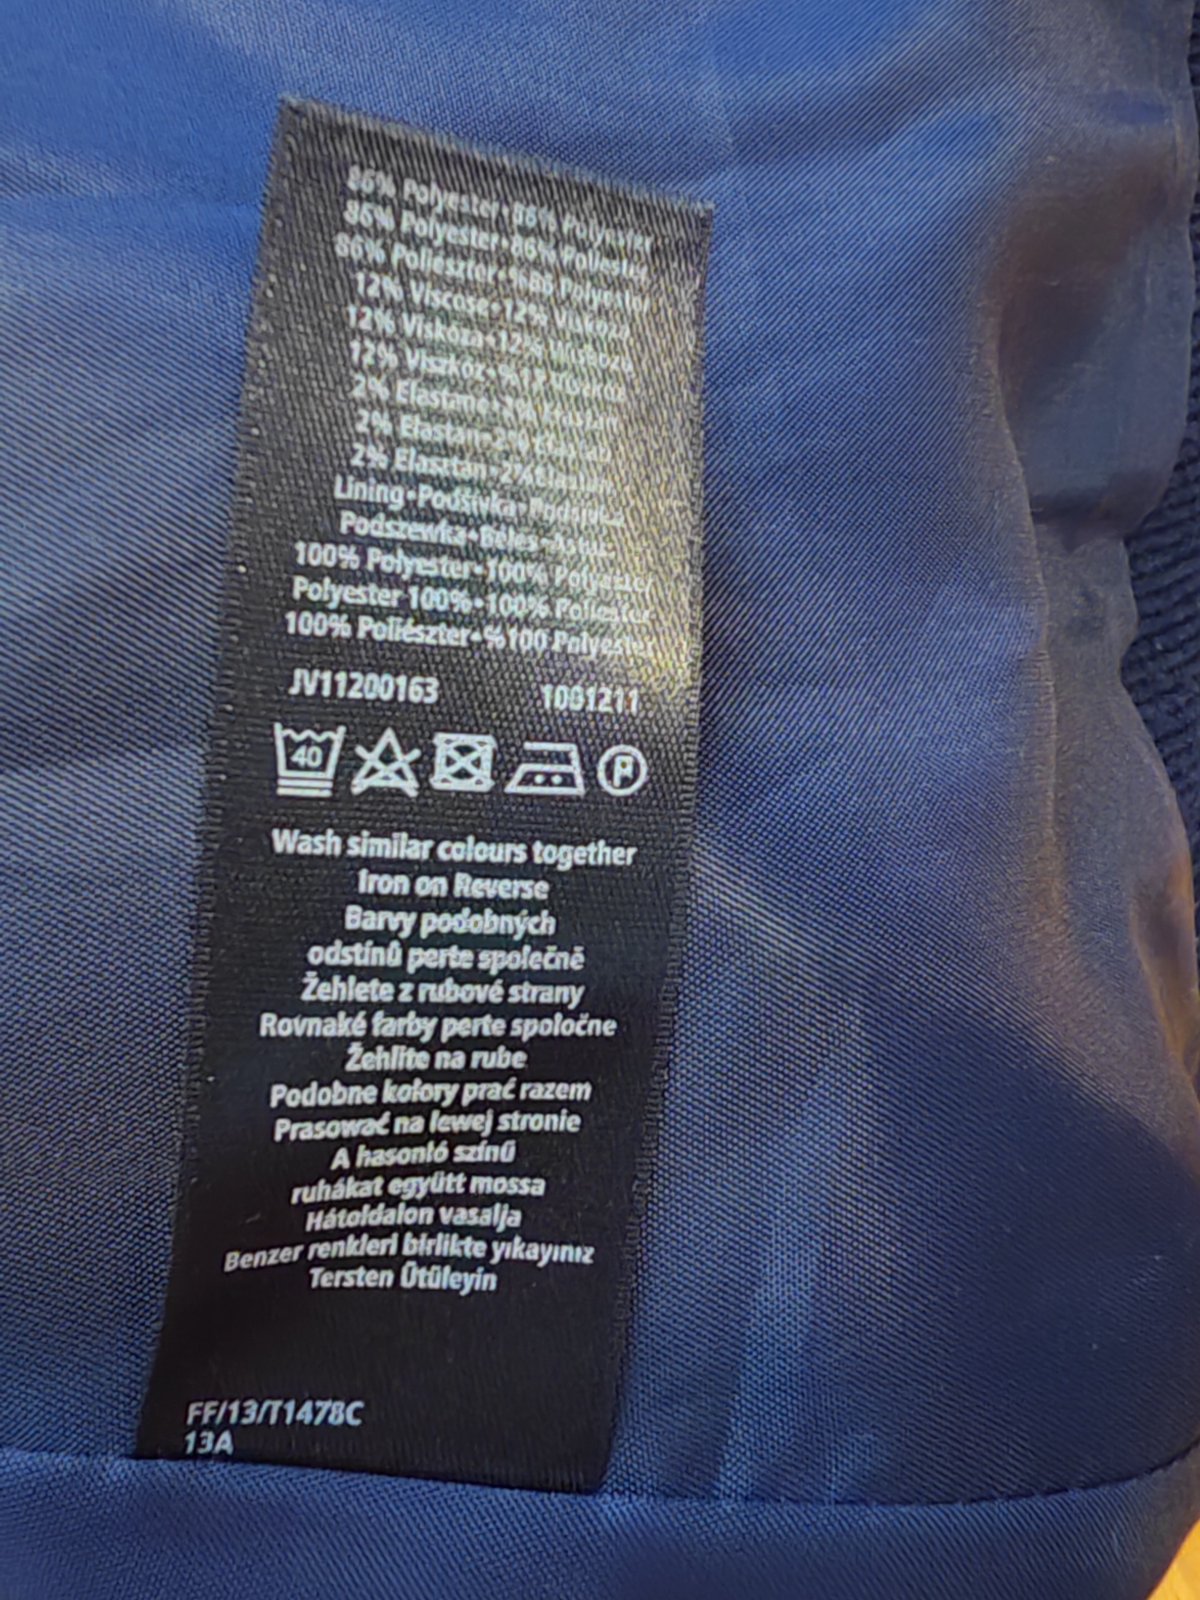 86% Polyester•86% Polyester
86% Polyester•86% Poliester
86% Poliészter•%86 Polyester
12% Viscose•12% Viskóza
12% Viskóza•12% Wiskoza
12% Viszkóz•%12 Viskoz
2% Elastane•2% Elastan
2% Elastan•2% Elastan
2% Elasztan•2%
Lining•Podšívka•Podšívka
Podszewka•Bélés•Astar
100% Polyester•100% Polyester
Polyester 100%•100% Poliester
100% Poliészter•%100 Polyester
JV11200163 1001211
40
P
Wash similar colours together
Iron on Reverse
Barvy podobných
odstínů perte společně
Žehlete z rubové strany
Rovnaké farby perte spoločne
Žehlite na rube
Podobne kolory prać razem
Prasować na lewej stronie
A hasonló színű
ruhákat együtt mossa
Hátoldalon vasalja
Benzer renkleri birlikte yıkayınız
Tersten Ütüleyin
FF/13/T1478C
13A